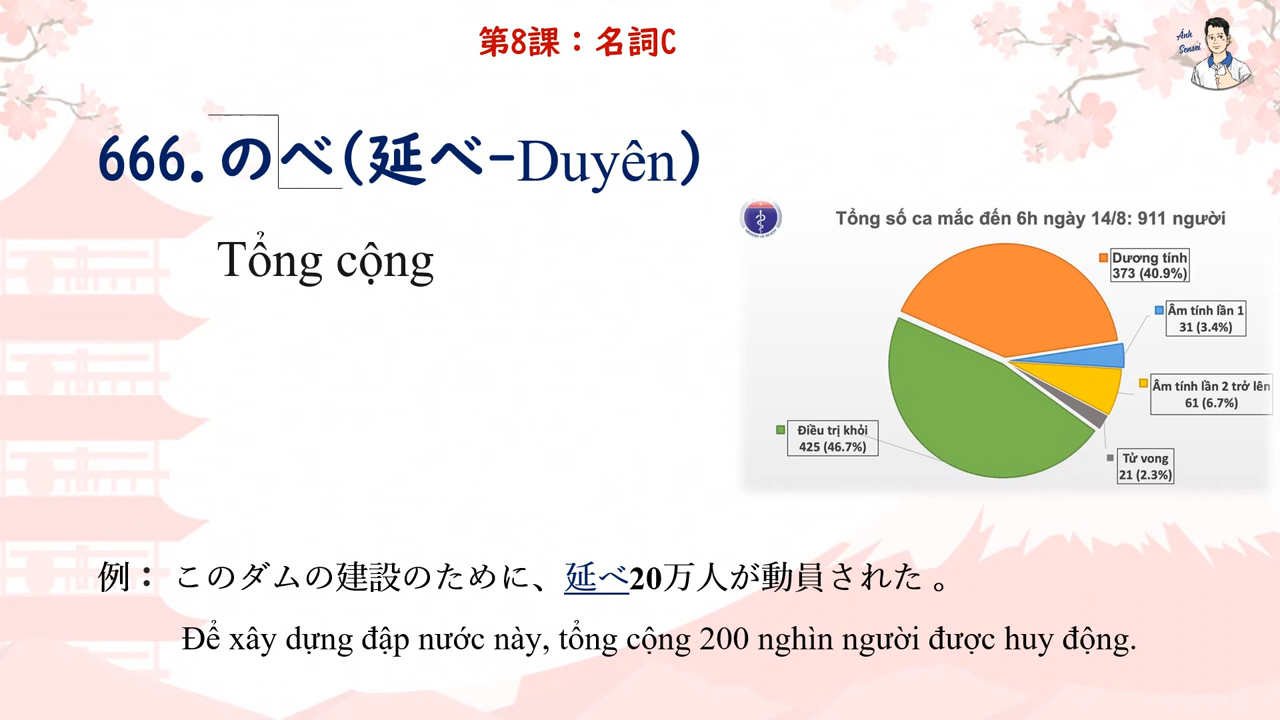 第8課：名詞C
Ánh
Sensei
666.のべ(延べ-Duyên)
Tổng cộng
Tổng số ca mắc đến 6h ngày 14/8: 911 người
Dương tính
373 (40.9%)
Âm tính lần 1
31 (3.4%)
Âm tính lần 2 trở lên
61 (6.7%)
Điều trị khỏi
425 (46.7%)
Tử vong
21 (2.3%)
例： このダムの建設のために、延べ20万人が動員された 。
Để xây dựng đập nước này, tổng cộng 200 nghìn người được huy động.